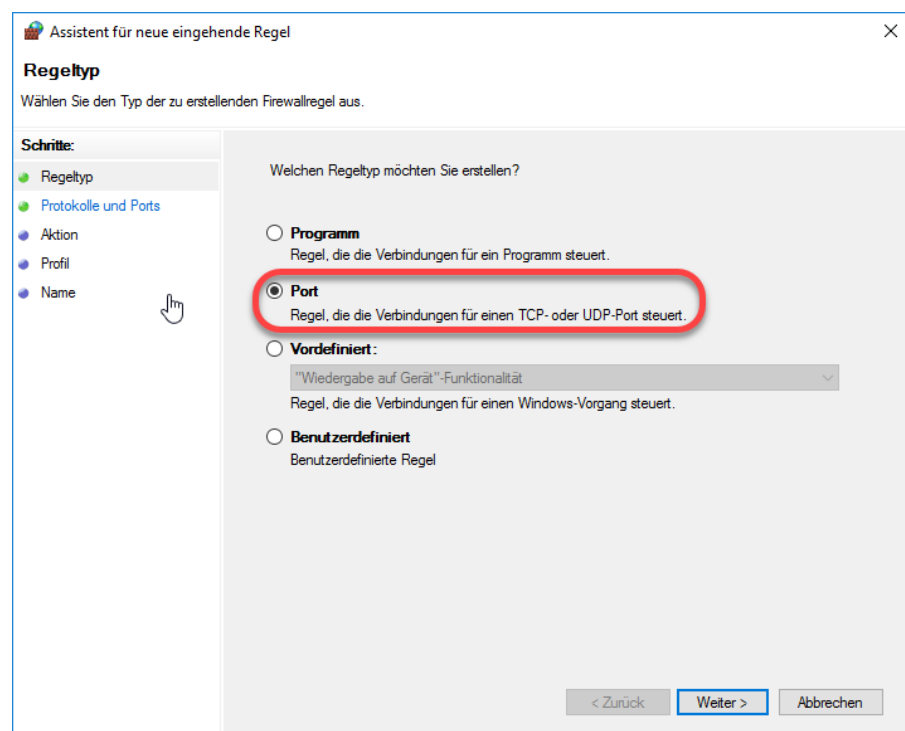 Assistent für neue eingehende Regel
Regeltyp
Wählen Sie den Typ der zu erstellenden Firewallregel aus.
Schritte:
Regeltyp
Protokolle und Ports
Aktion
Profil
Name
Welchen Regeltyp möchten Sie erstellen?
Programm
Regel, die die Verbindungen für ein Programm steuert.
Port
Regel, die die Verbindungen für einen TCP- oder UDP-Port steuert.
Vordefiniert:
"Wiedergabe auf Gerät"-Funktionalität
Regel, die die Verbindungen für einen Windows-Vorgang steuert.
Benutzerdefiniert
Benutzerdefinierte Regel
< Zurück
Weiter >
Abbrechen